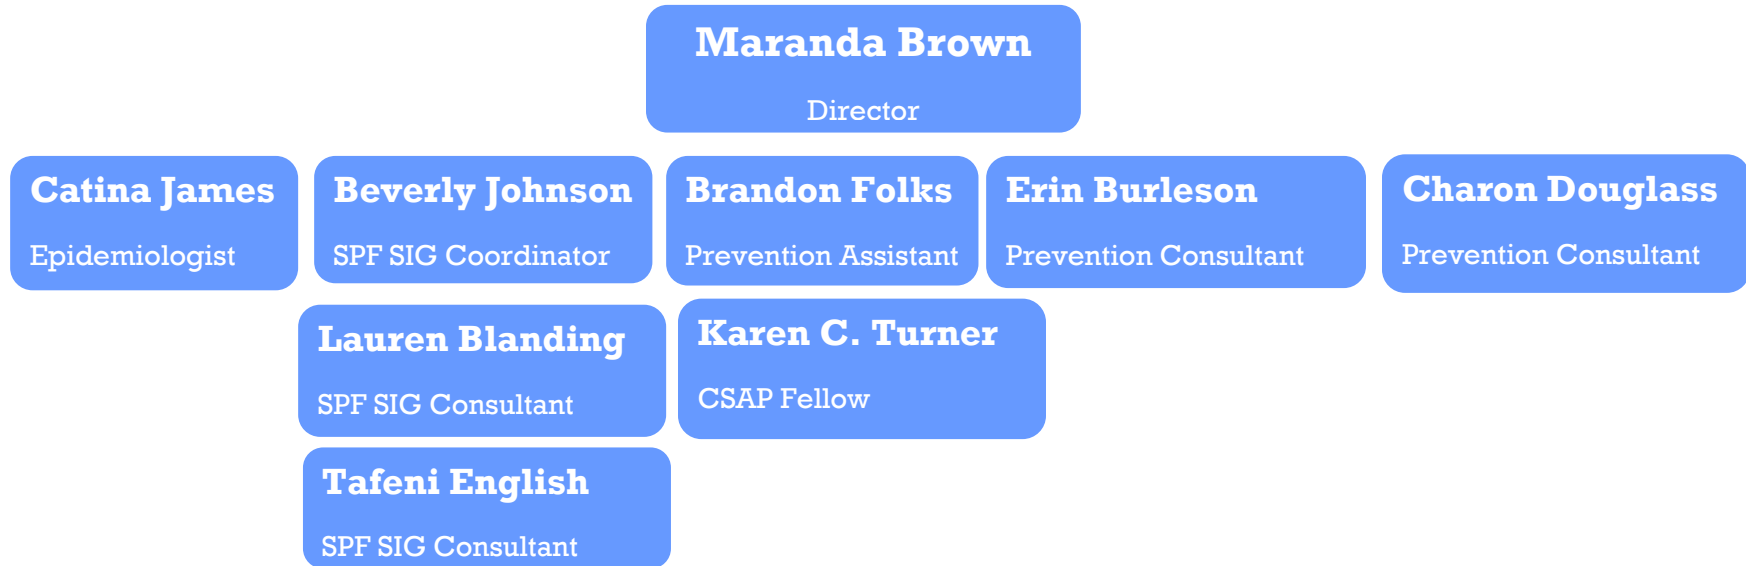 Maranda Brown
Director
Catina James
Epidemiologist
Beverly Johnson
SPF SIG Coordinator
Brandon Folks
Prevention Assistant
Erin Burleson
Prevention Consultant
Charon Douglass
Prevention Consultant
Lauren Blanding
SPF SIG Consultant
Karen C. Turner
CSAP Fellow
Tafeni English
SPF SIG Consultant